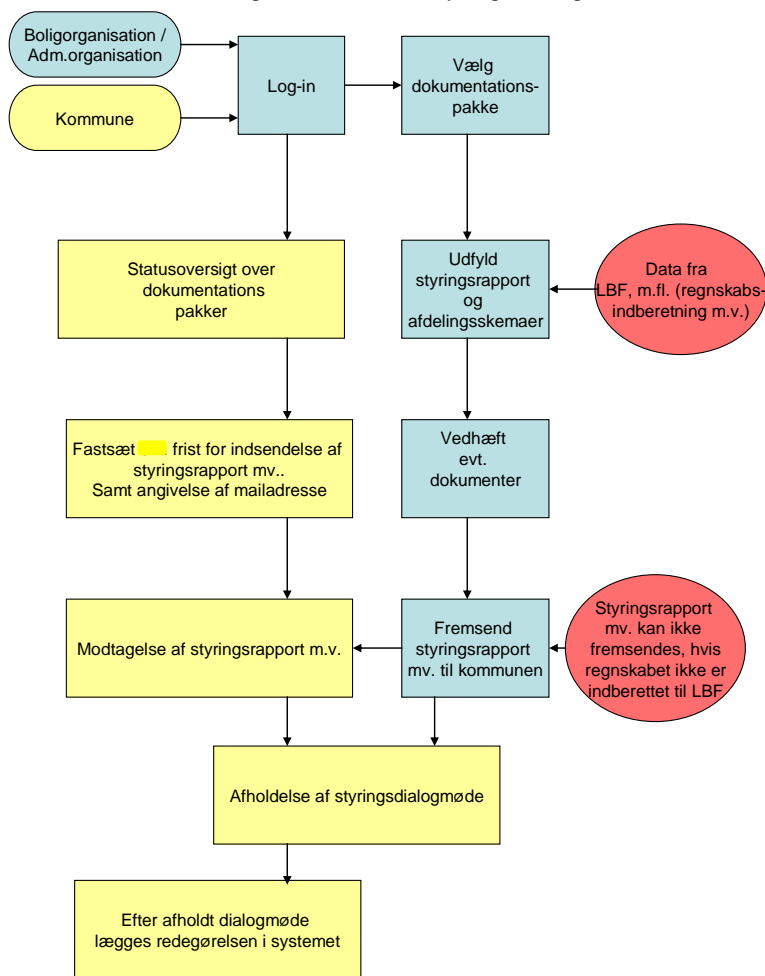 Boligorganisation /
Adm.organisation
Kommune
Log-in
Vælg
dokumentations-
pakke
Statusoversigt over
dokumentations
pakker
Udfyld
styringsrapport
og
afdelingsskemaer
Data fra
LBF, m.fl. (regnskabs-
indberetning m.v.)
Fastsæt frist for indsendelse af
styringsrapport mv..
Samt angivelse af mailadresse
Vedhæft
evt.
dokumenter
Modtagelse af styringsrapport m.v.
Fremsend
styringsrapport
mv. til kommunen
Styringsrapport
mv. kan ikke
fremsendes, hvis
regnskabet ikke er
indberettet til LBF
Afholdelse af styringsdialogmøde
Efter afholdt dialogmøde
lægges redegørelsen i systemet